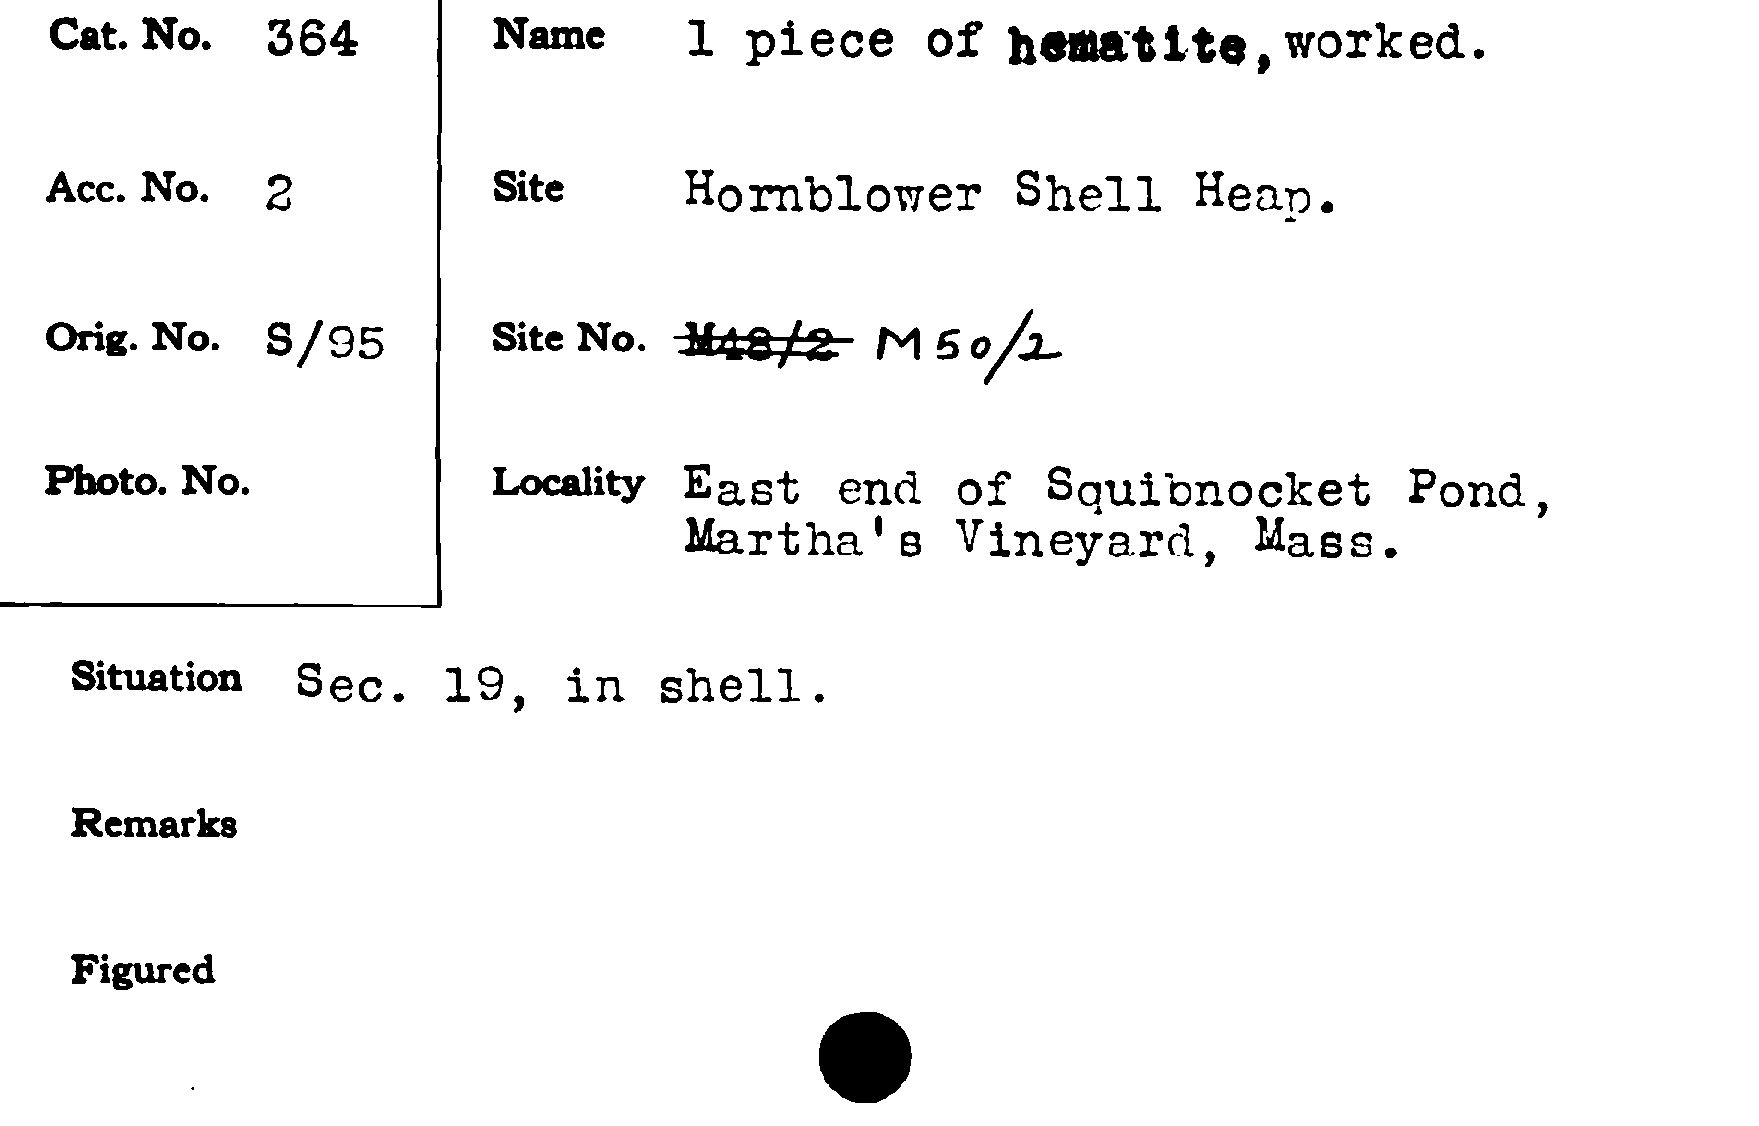 Cat. No. 364
Name 1 piece of hematite, worked.
Acc. No. 2
Site Hornblower Shell Heap.
Orig. No. S/95
Site No. M48/2 M50/2
Photo. No.
Locality East end of Squibnocket Pond,
Martha's Vineyard, Mass.
Situation Sec. 19, in shell.
Remarks
Figured